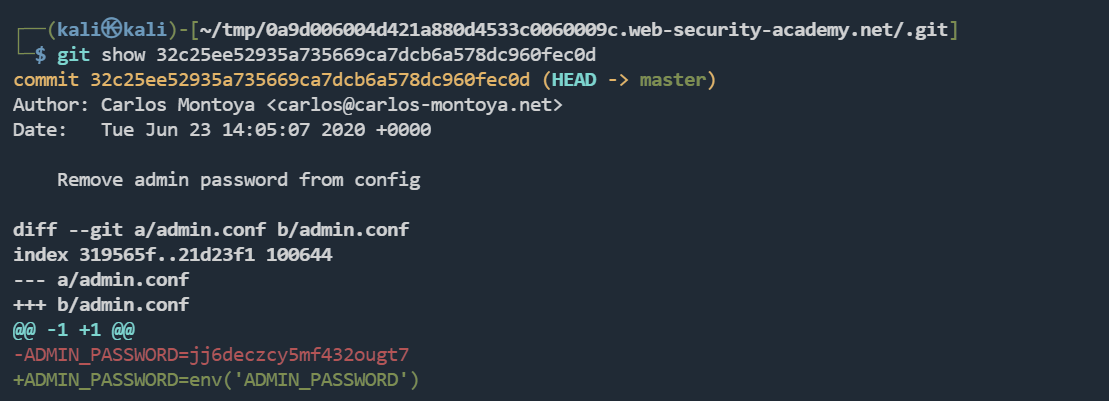 ┌──(kali㉿kali)-[~/tmp/0a9d006004d421a880d4533c0060009c.web-security-academy.net/.git]
└─$ git show 32c25ee52935a735669ca7dcb6a578dc960fec0d
commit 32c25ee52935a735669ca7dcb6a578dc960fec0d (HEAD -> master)
Author: Carlos Montoya <carlos@carlos-montoya.net>
Date:   Tue Jun 23 14:05:07 2020 +0000

    Remove admin password from config

diff --git a/admin.conf b/admin.conf
index 319565f..21d23f1 100644
--- a/admin.conf
+++ b/admin.conf
@@ -1 +1 @@
-ADMIN_PASSWORD=jj6deczcy5mf432ougt7
+ADMIN_PASSWORD=env('ADMIN_PASSWORD')